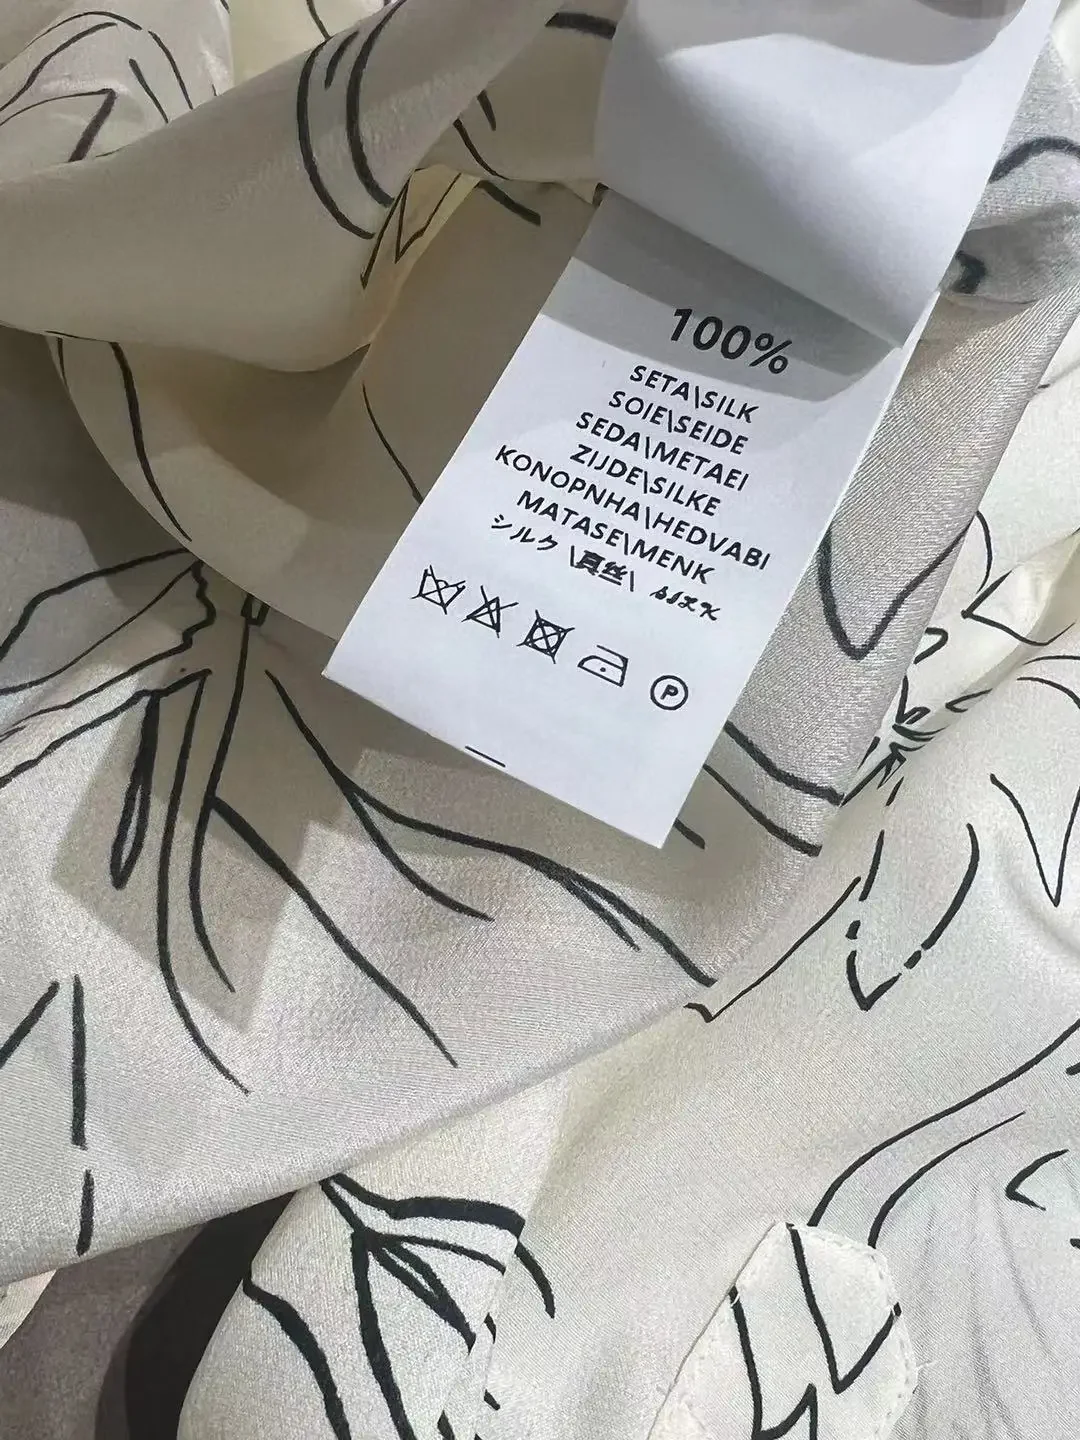 100%
SETA\SILK
SOIE\SEIDE
SEDA\METAEI
ZIJDE\SILKE
KONOPNHA\HEDVABI
MATASE\MENK
シルク \真丝\
P